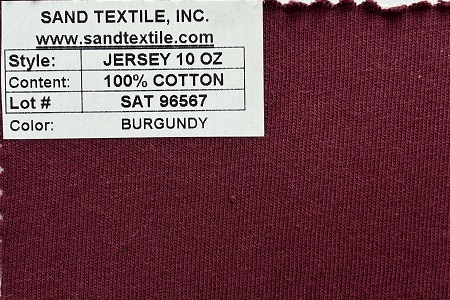 SAND TEXTILE, INC.
www.sandtextile.com
Style: JERSEY 10 OZ
Content: 100% COTTON
Lot # SAT 96567
Color: BURGUNDY